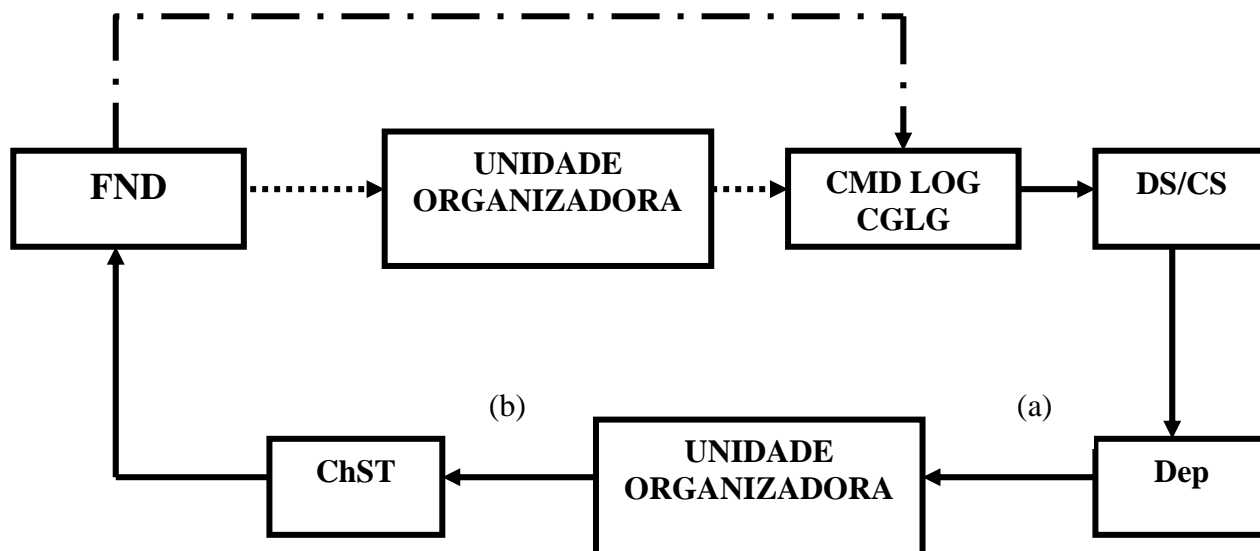 FND
UNIDADE
ORGANIZADORA
CMD LOG
CGLG
DS/CS
(b)
(a)
ChST
UNIDADE
ORGANIZADORA
Dep